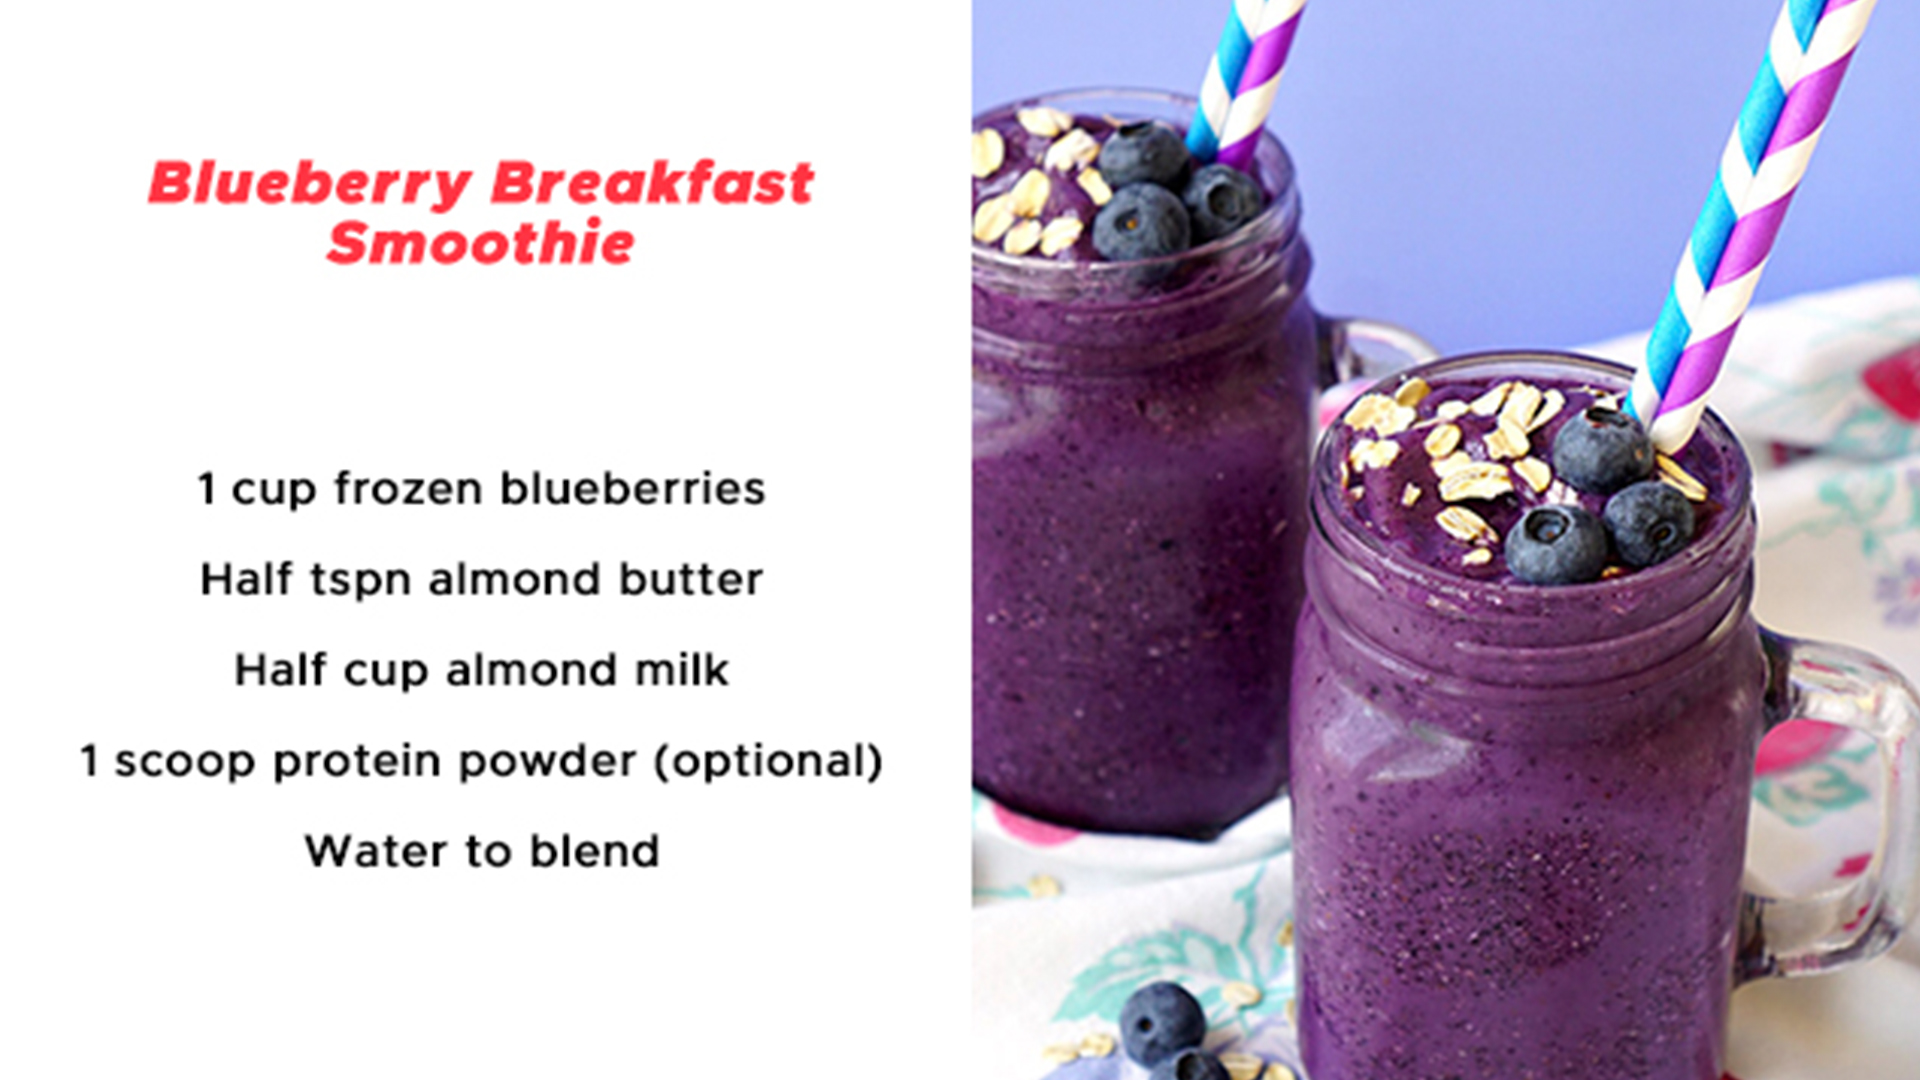 Blueberry Breakfast
Smoothie
1 cup frozen blueberries
Half tspn almond butter
Half cup almond milk
1 scoop protein powder (optional)
Water to blend